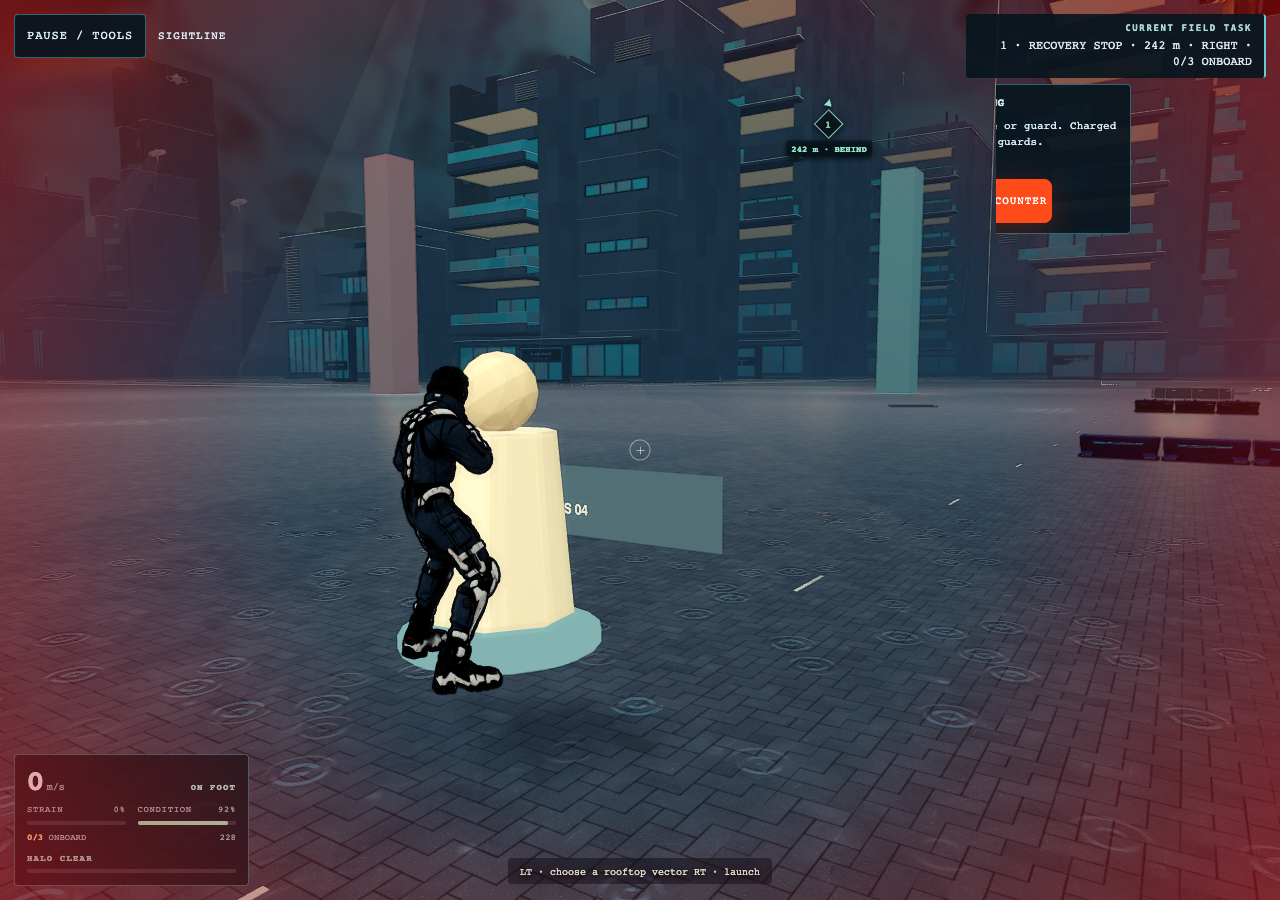 PAUSE / TOOLS
SIGHTLINE
CURRENT FIELD TASK
1 · RECOVERY STOP · 242 m · RIGHT ·
0/3 ONBOARD
or guard. Charged
guards.
COUNTER
1
242 m · BEHIND
S 04
0 m/s
ON FOOT
STRAIN 0% CONDITION 92%
0/3 ONBOARD 228
HALO CLEAR
LT · choose a rooftop vector RT · launch